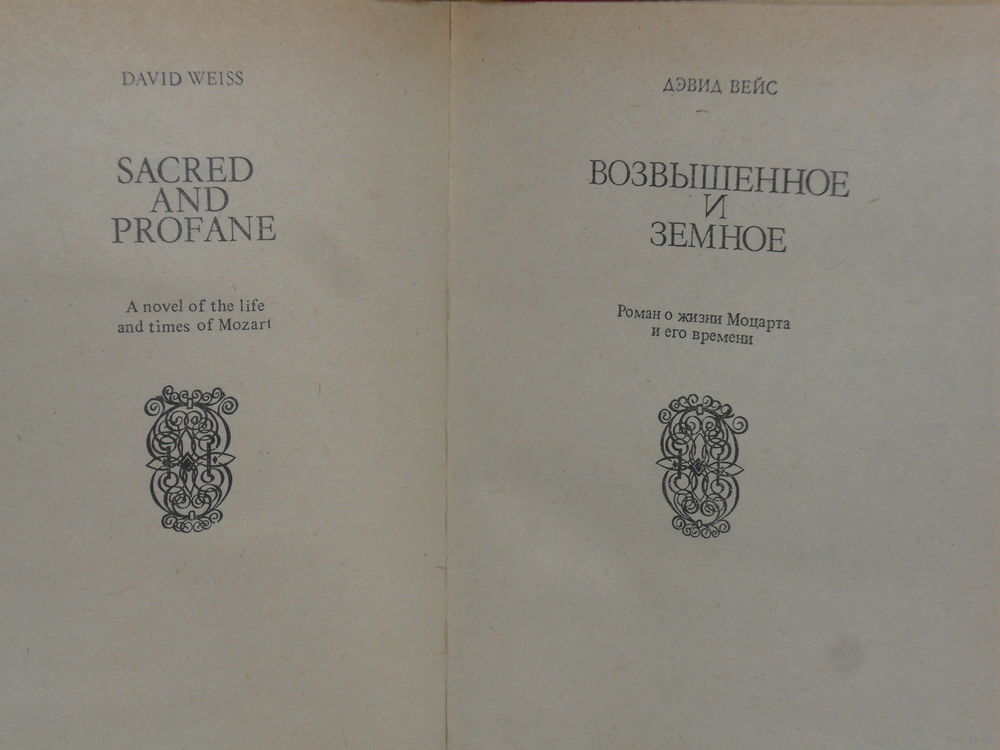 DAVID WEISS
SACRED
AND
PROFANE
A novel of the life
and times of Mozart
ДЭВИД ВЕЙС
ВОЗВЫШЕННОЕ
И
ЗЕМНОЕ
Роман о жизни Моцарта
и его времени